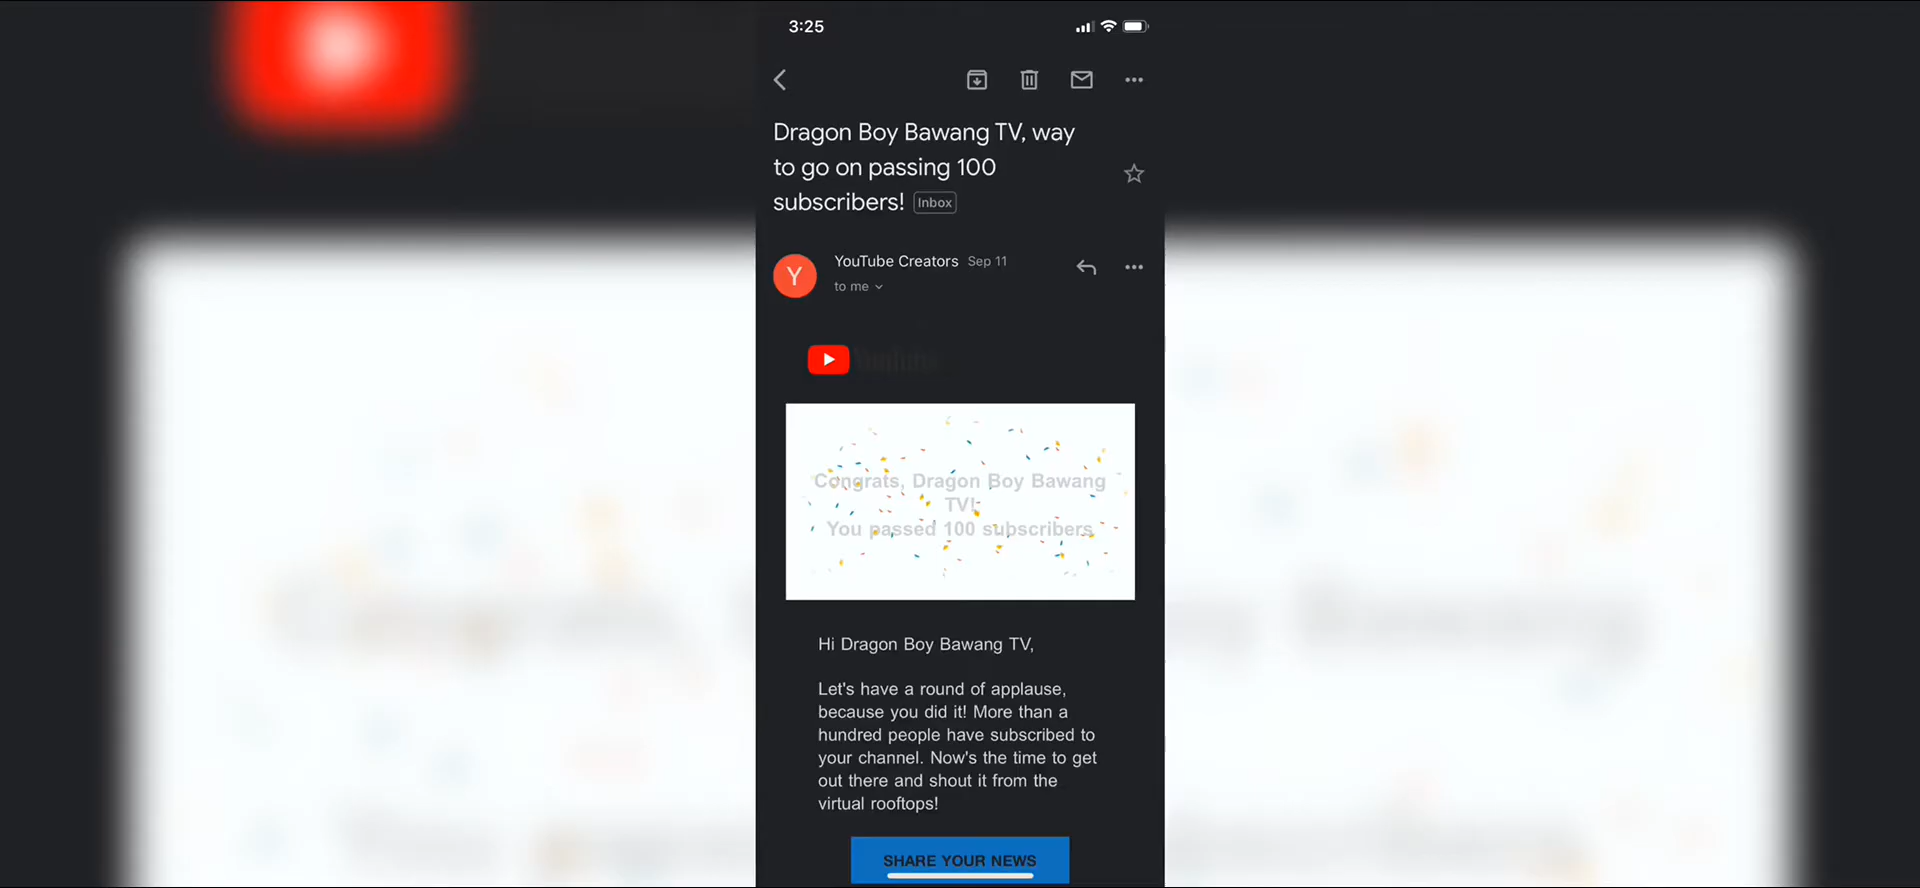 3:25
Dragon Boy Bawang TV, way
to go on passing 100
subscribers! Inbox
Y
YouTube Creators Sep 11
to me
Congrats, Dragon Boy Bawang
TV!
You passed 100 subscribers
Hi Dragon Boy Bawang TV,
Let's have a round of applause,
because you did it! More than a
hundred people have subscribed to
your channel. Now's the time to get
out there and shout it from the
virtual rooftops!
SHARE YOUR NEWS